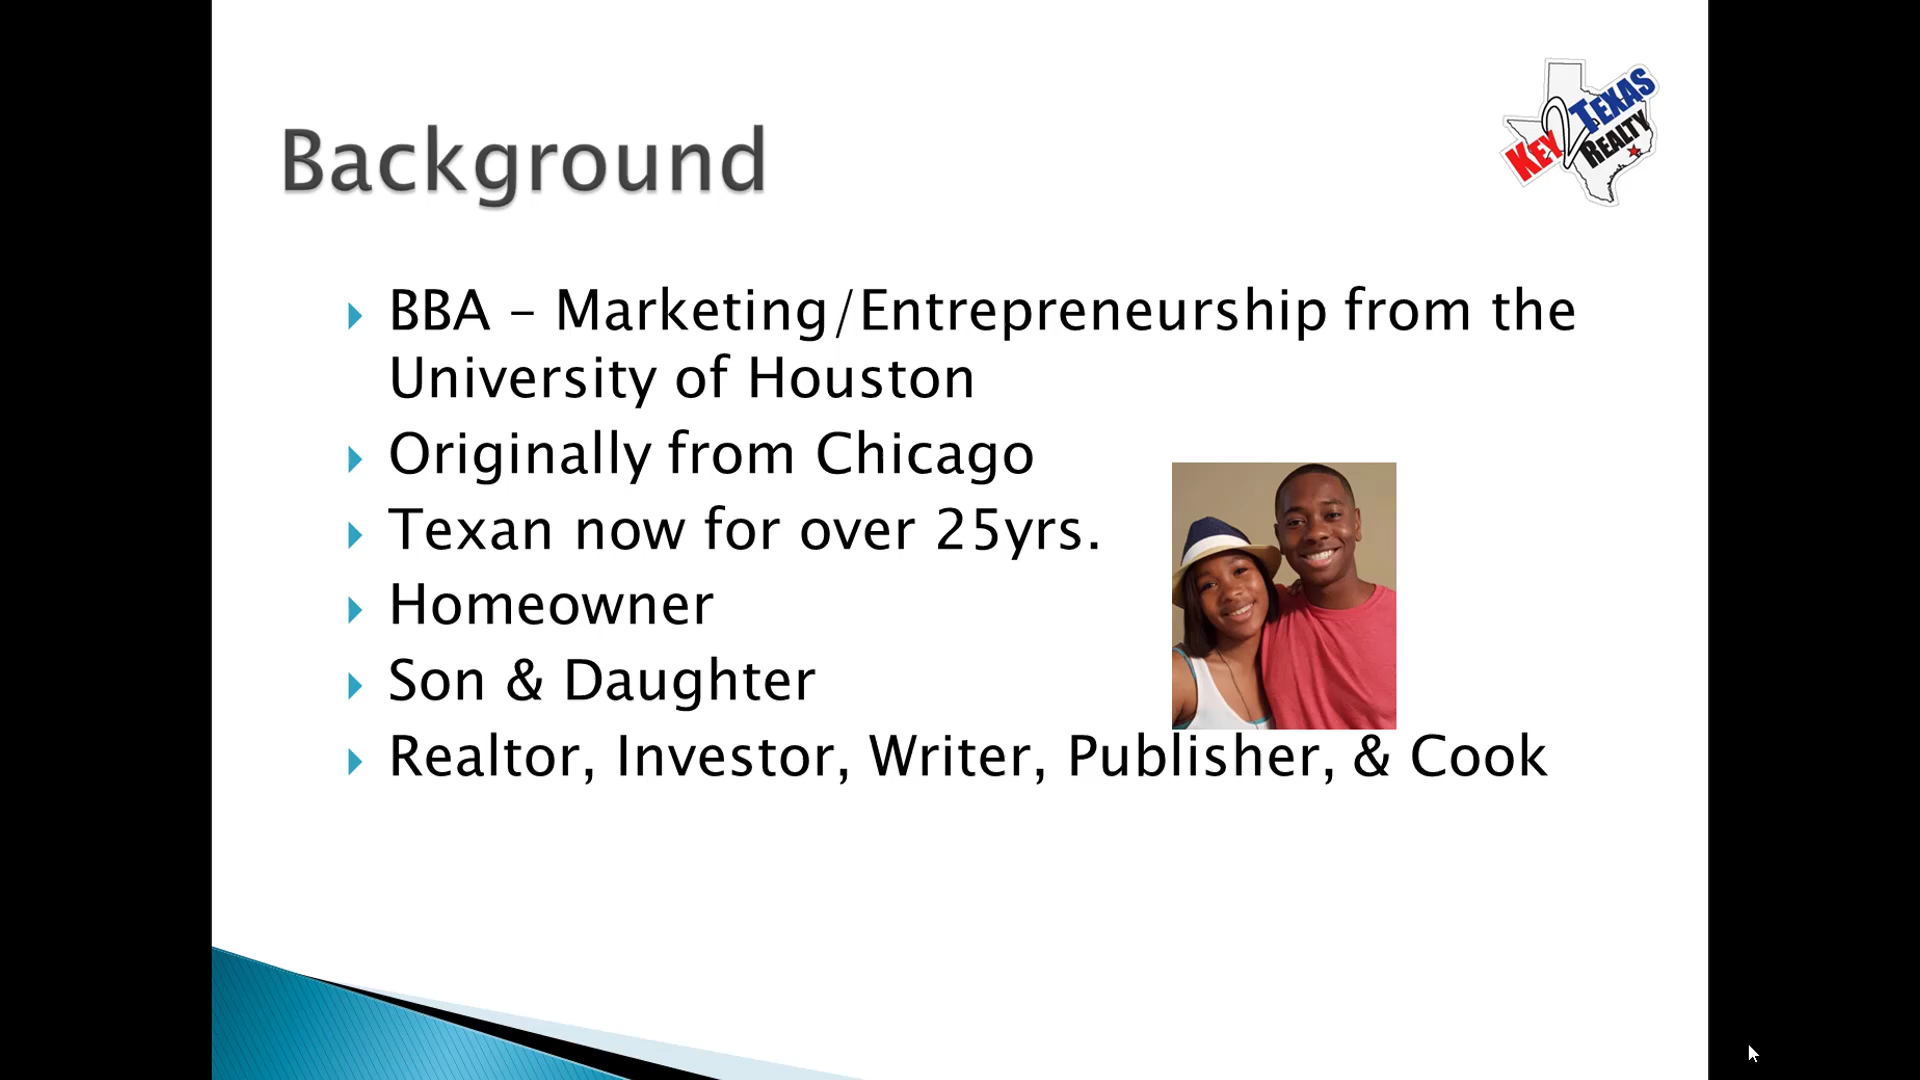 KEY 2 TEXAS REALTY
Background
BBA – Marketing/Entrepreneurship from the
University of Houston
Originally from Chicago
Texan now for over 25yrs.
Homeowner
Son & Daughter
Realtor, Investor, Writer, Publisher, & Cook